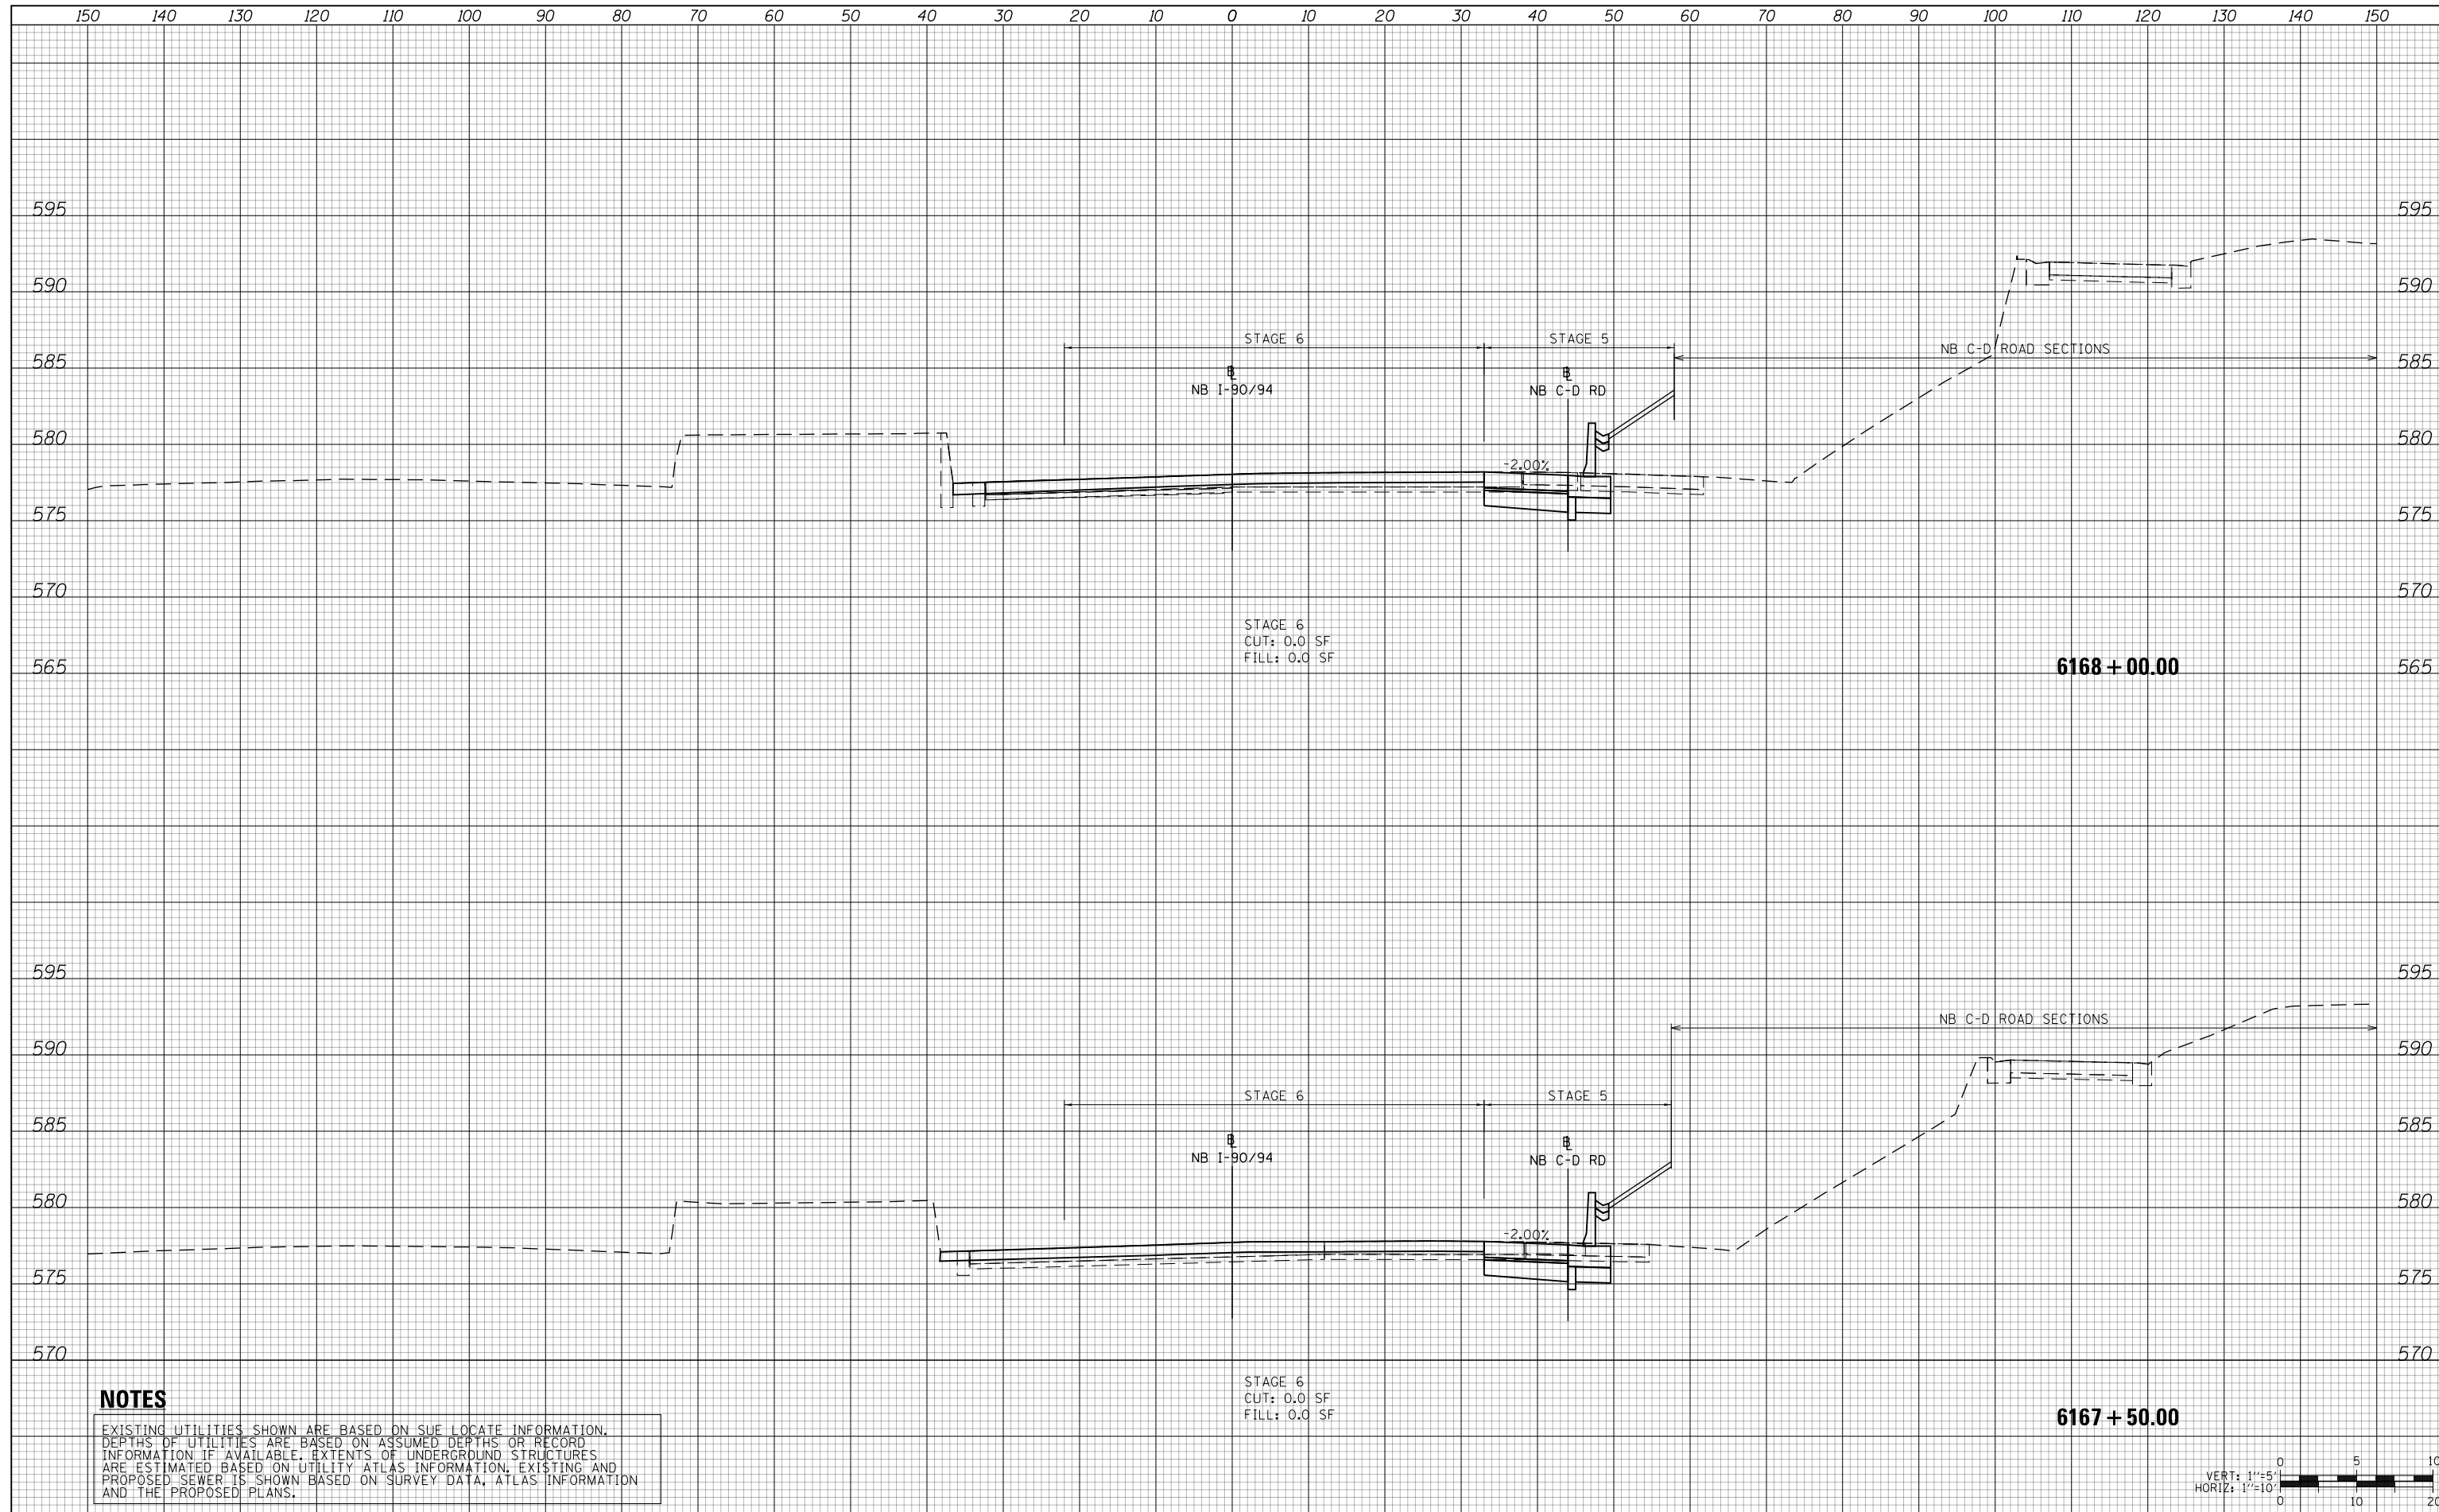 150 140 130 120 110 100 90 80 70 60 50 40 30 20 10 0 10 20 30 40 50 60 70 80 90 100 110 120 130 140 150
595 595
590 590
STAGE 6 STAGE 5
NB C-D ROAD SECTIONS
585 585
℄ ℄
NB I-90/94 NB C-D RD
580 580
-2.00%
575 575
570 570
STAGE 6
CUT: 0.0 SF
FILL: 0.0 SF
565 6168+00.00 565
595 595
NB C-D ROAD SECTIONS
590 590
STAGE 6 STAGE 5
585 585
℄ ℄
NB I-90/94 NB C-D RD
580 580
-2.00%
575 575
570 570
STAGE 6
CUT: 0.0 SF
FILL: 0.0 SF
6167+50.00
NOTES
EXISTING UTILITIES SHOWN ARE BASED ON SUE LOCATE INFORMATION.
DEPTHS OF UTILITIES ARE BASED ON ASSUMED DEPTHS OR RECORD
INFORMATION IF AVAILABLE. EXTENTS OF UNDERGROUND STRUCTURES
ARE ESTIMATED BASED ON UTILITY ATLAS INFORMATION. EXISTING AND
PROPOSED SEWER IS SHOWN BASED ON SURVEY DATA, ATLAS INFORMATION
AND THE PROPOSED PLANS.
0 5 10
VERT: 1"=5'
HORIZ: 1"=10'
0 10 20